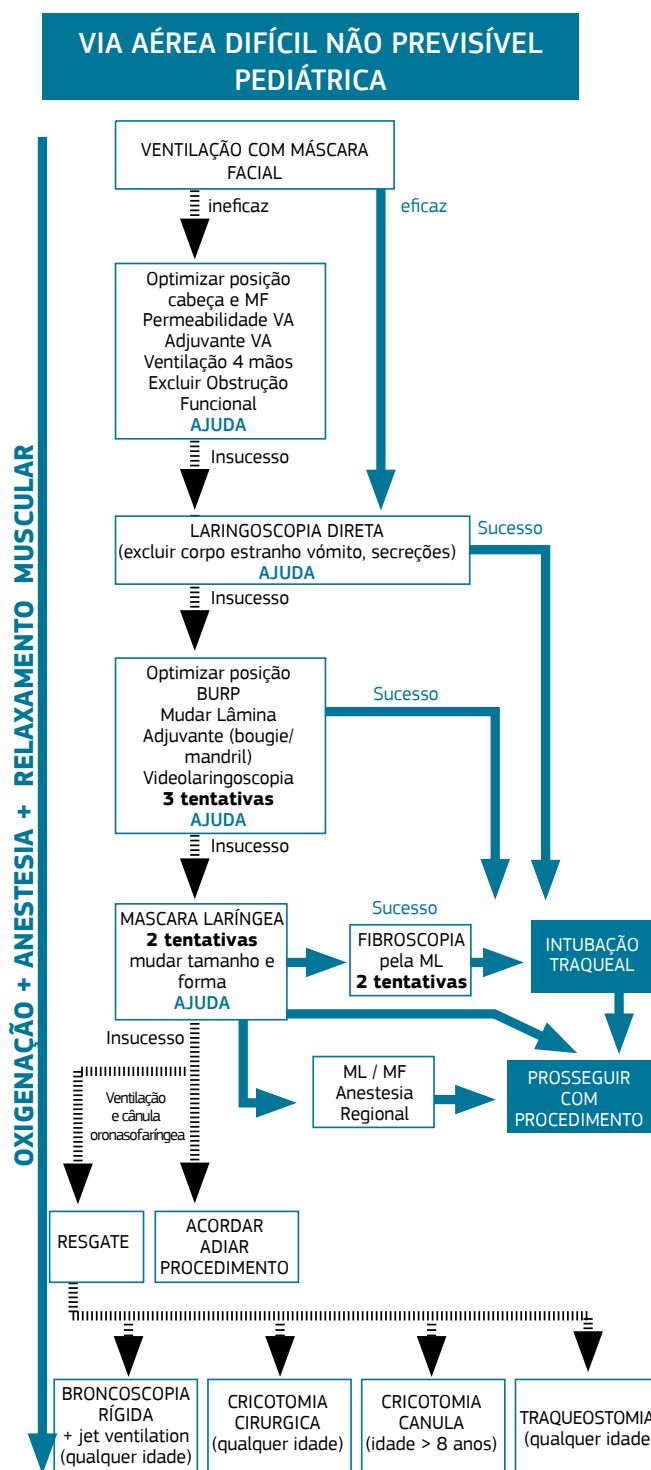 VIA AÉREA DIFÍCIL NÃO PREVISÍVEL
PEDIÁTRICA
OXIGENAÇÃO + ANESTESIA + RELAXAMENTO MUSCULAR
VENTILAÇÃO COM MÁSCARA
FACIAL
ineficaz
eficaz
Optimizar posição
cabeça e MF
Permeabilidade VA
Adjuvante VA
Ventilação 4 mãos
Excluir Obstrução
Funcional
AJUDA
Insucesso
LARINGOSCOPIA DIRETA
(excluir corpo estranho vómito, secreções)
AJUDA
Sucesso
Insucesso
Optimizar posição
BURP
Mudar Lâmina
Adjuvante (bougie/
mandril)
Videolaringoscopia
3 tentativas
AJUDA
Sucesso
Insucesso
MASCARA LARÍNGEA
2 tentativas
mudar tamanho e
forma
AJUDA
Sucesso
FIBROSCOPIA
pela ML
2 tentativas
INTUBAÇÃO
TRAQUEAL
Insucesso
Ventilação
e cânula
oronasofaríngea
ML / MF
Anestesia
Regional
PROSSEGUIR
COM
PROCEDIMENTO
RESGATE
ACORDAR
ADIAR
PROCEDIMENTO
BRONCOSCOPIA
RÍGIDA
+ jet ventilation
(qualquer idade)
CRICOTOMIA
CIRURGICA
(qualquer idade)
CRICOTOMIA
CANULA
(idade > 8 anos)
TRAQUEOSTOMIA
(qualquer idade